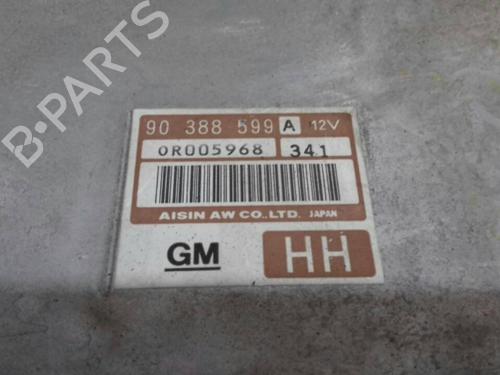 90 388 599 A 12V
0R005968 341
AISIN AW CO.,LTD. JAPAN
GM HH
B-PARTS